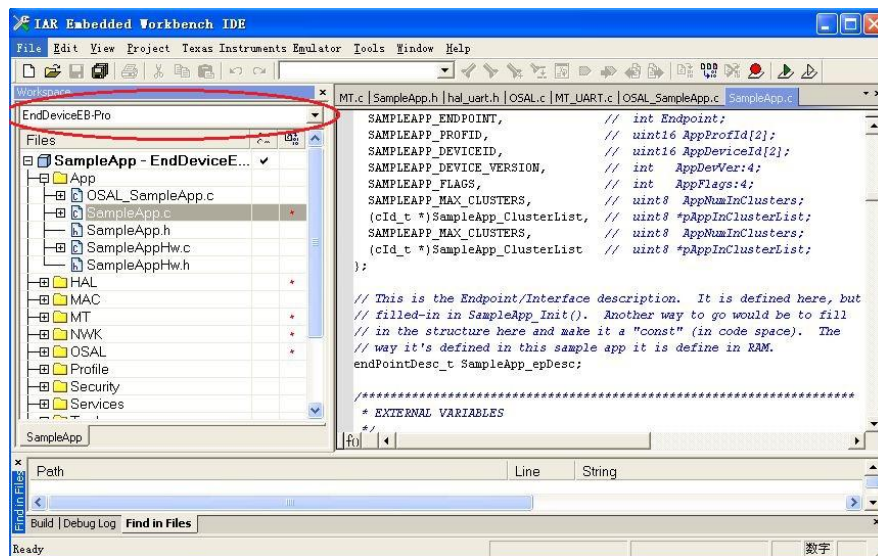 IAR Embedded Workbench IDE
File Edit View Project Texas Instruments Emulator Tools Window Help
Workspace
MT.c | SampleApp.h | hal_uart.h | OSAL.c | MT_UART.c | OSAL_SampleApp.c SampleApp.c
EndDeviceEB-Pro
Files
SampleApp - EndDeviceE...
App
OSAL_SampleApp.c
SampleApp.c
SampleApp.h
SampleAppHw.c
SampleAppHw.h
HAL
MAC
MT
NWK
OSAL
Profile
Security
Services
SampleApp
SAMPLEAPP_ENDPOINT, // int Endpoint;
SAMPLEAPP_PROFID, // uint16 AppProfId[2];
SAMPLEAPP_DEVICEID, // uint16 AppDeviceId[2];
SAMPLEAPP_DEVICE_VERSION, // int AppDevVer:4;
SAMPLEAPP_FLAGS, // int AppFlags:4;
SAMPLEAPP_MAX_CLUSTERS, // uint8 AppNumInClusters;
(cId_t *)SampleApp_ClusterList, // uint8 *pAppInClusterList;
SAMPLEAPP_MAX_CLUSTERS, // uint8 AppNumInClusters;
(cId_t *)SampleApp_ClusterList // uint8 *pAppInClusterList;
};
// This is the Endpoint/Interface description. It is defined here, but
// filled-in in SampleApp_Init(). Another way to go would be to fill
// in the structure here and make it a "const" (in code space). The
// way it's defined in this sample app it is define in RAM.
endPointDesc_t SampleApp_epDesc;
/*********************************************************************
* EXTERNAL VARIABLES
*/
f()
Path Line String
Find in Files
Build | Debug Log Find in Files
Ready 数字